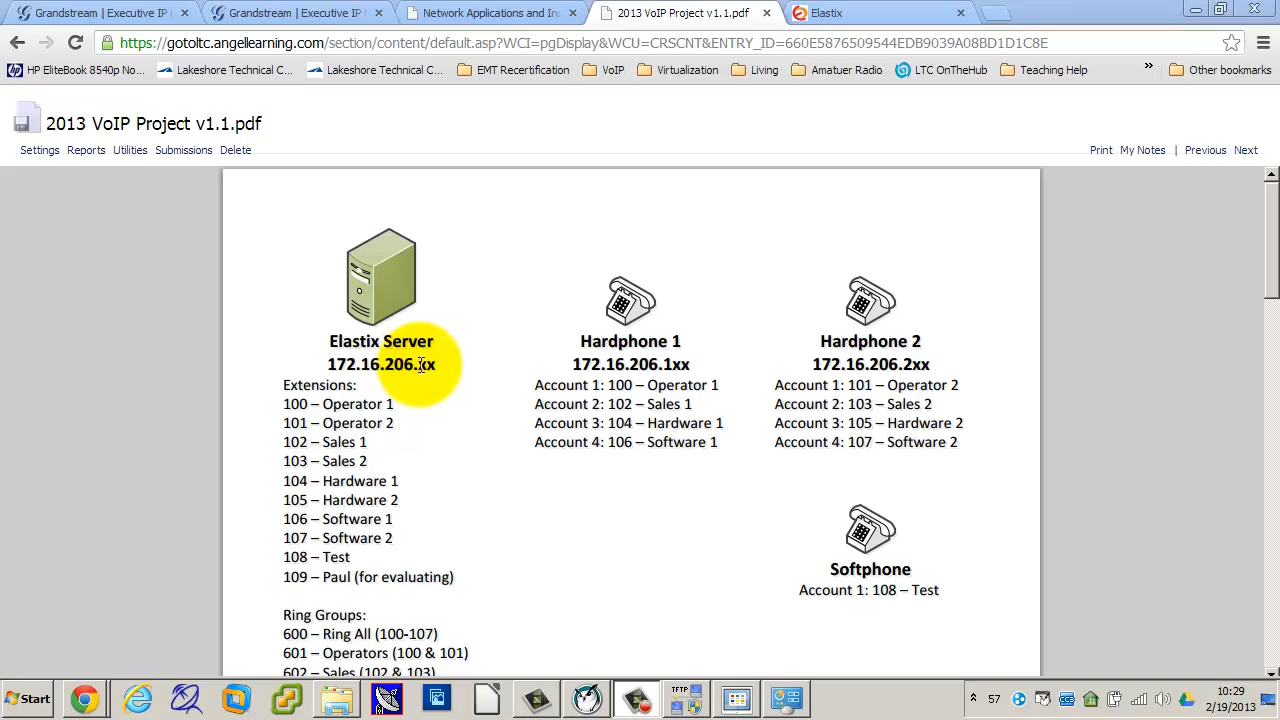 Grandstream | Executive IP
Grandstream | Executive IP
Network Applications and In
2013 VoIP Project v1.1.pdf
Elastix
https://gotoltc.angellearning.com/section/content/default.asp?WCI=pgDisplay&WCU=CRSCNT&ENTRY_ID=660E5876509544EDB9039A08BD1D1C8E
HP EliteBook 8540p No...
Lakeshore Technical C...
Lakeshore Technical C...
EMT Recertification
VoIP
Virtualization
Living
Amatuer Radio
LTC OnTheHub
Teaching Help
»
Other bookmarks
2013 VoIP Project v1.1.pdf
Settings Reports Utilities Submissions Delete
Print My Notes | Previous Next
Elastix Server
172.16.206.xx
Extensions:
100 – Operator 1
101 – Operator 2
102 – Sales 1
103 – Sales 2
104 – Hardware 1
105 – Hardware 2
106 – Software 1
107 – Software 2
108 – Test
109 – Paul (for evaluating)
Ring Groups:
600 – Ring All (100-107)
601 – Operators (100 & 101)
602 – Sales (102 & 103)
Hardphone 1
172.16.206.1xx
Account 1: 100 – Operator 1
Account 2: 102 – Sales 1
Account 3: 104 – Hardware 1
Account 4: 106 – Software 1
Hardphone 2
172.16.206.2xx
Account 1: 101 – Operator 2
Account 2: 103 – Sales 2
Account 3: 105 – Hardware 2
Account 4: 107 – Software 2
Softphone
Account 1: 108 – Test
Start
TFTP
57
10:29
2/19/2013